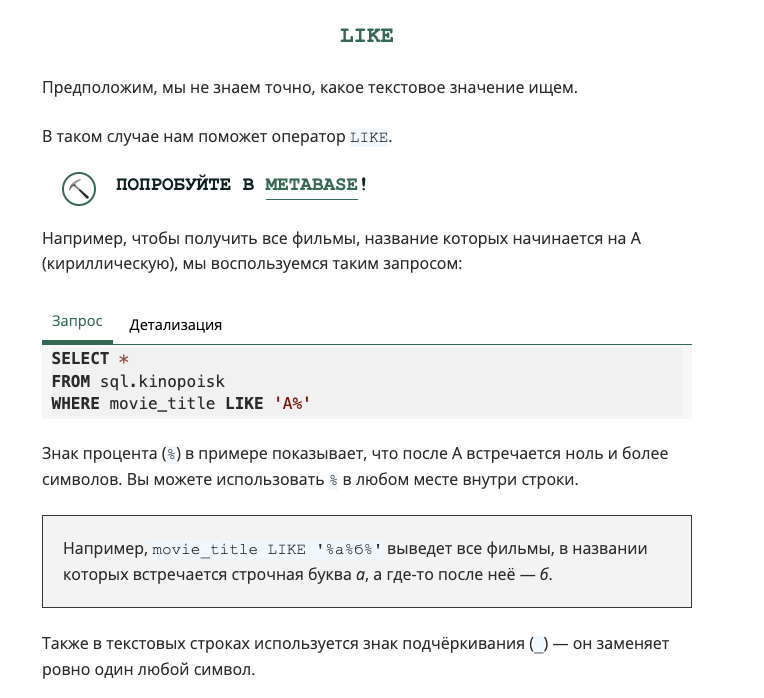 LIKE
Предположим, мы не знаем точно, какое текстовое значение ищем.
В таком случае нам поможет оператор LIKE.
ПОПРОБУЙТЕ В METABASE!
Например, чтобы получить все фильмы, название которых начинается на А
(кириллическую), мы воспользуемся таким запросом:
Запрос Детализация
SELECT *
FROM sql.kinopoisk
WHERE movie_title LIKE 'А%'
Знак процента (%) в примере показывает, что после А встречается ноль и более
символов. Вы можете использовать % в любом месте внутри строки.
Например, movie_title LIKE '%а%б%' выведет все фильмы, в названии
которых встречается строчная буква а, а где-то после неё — б.
Также в текстовых строках используется знак подчёркивания (_) — он заменяет
ровно один любой символ.